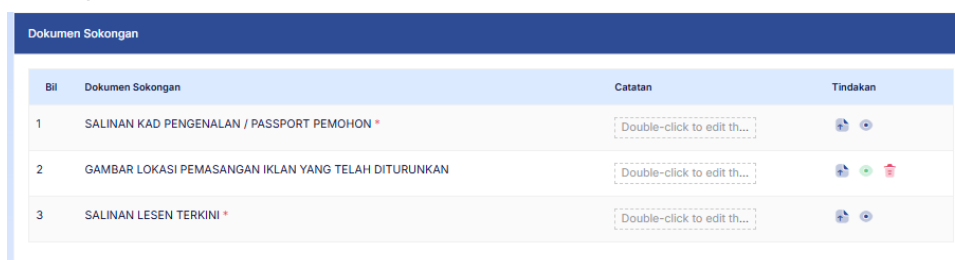 Dokumen Sokongan
Bil Dokumen Sokongan Catatan Tindakan
1 SALINAN KAD PENGENALAN / PASSPORT PEMOHON * Double-click to edit th...
2 GAMBAR LOKASI PEMASANGAN IKLAN YANG TELAH DITURUNKAN Double-click to edit th...
3 SALINAN LESEN TERKINI * Double-click to edit th...